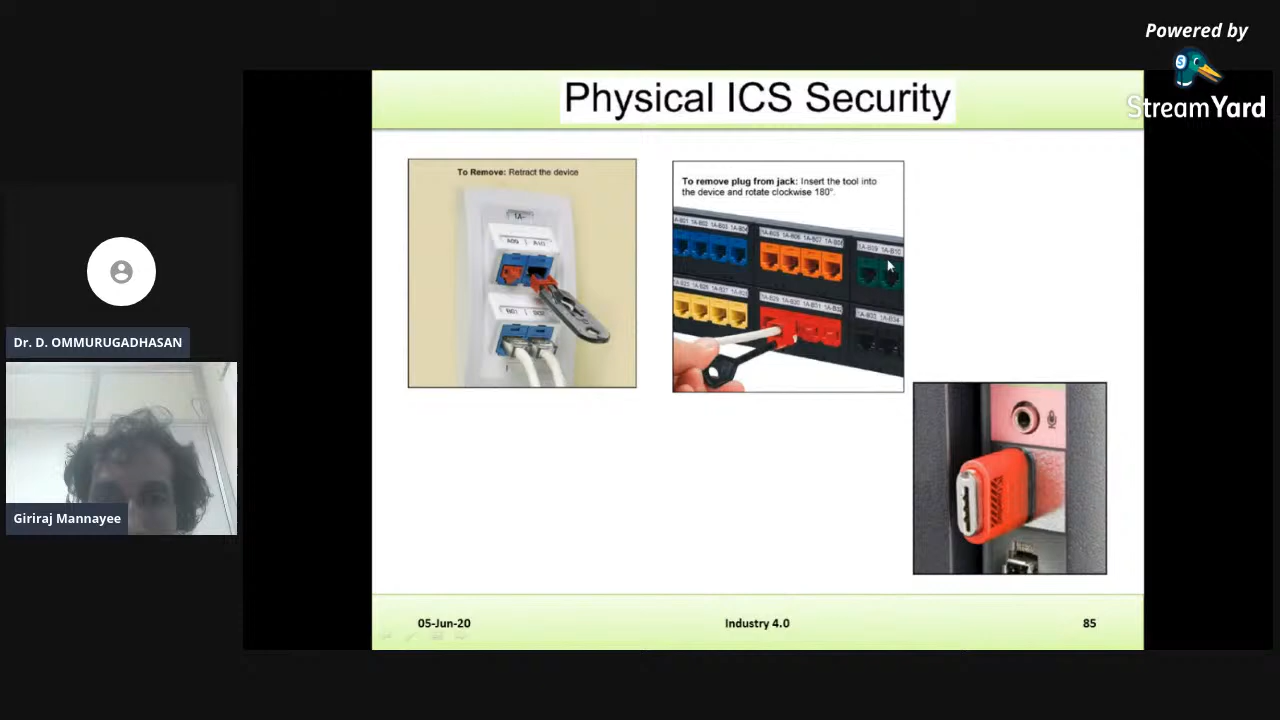 Powered by
StreamYard
Physical ICS Security
To Remove: Retract the device
To remove plug from jack: Insert the tool into
the device and rotate clockwise 180°.
Dr. D. OMMURUGADHASAN
Giriraj Mannayee
05-Jun-20
Industry 4.0
85